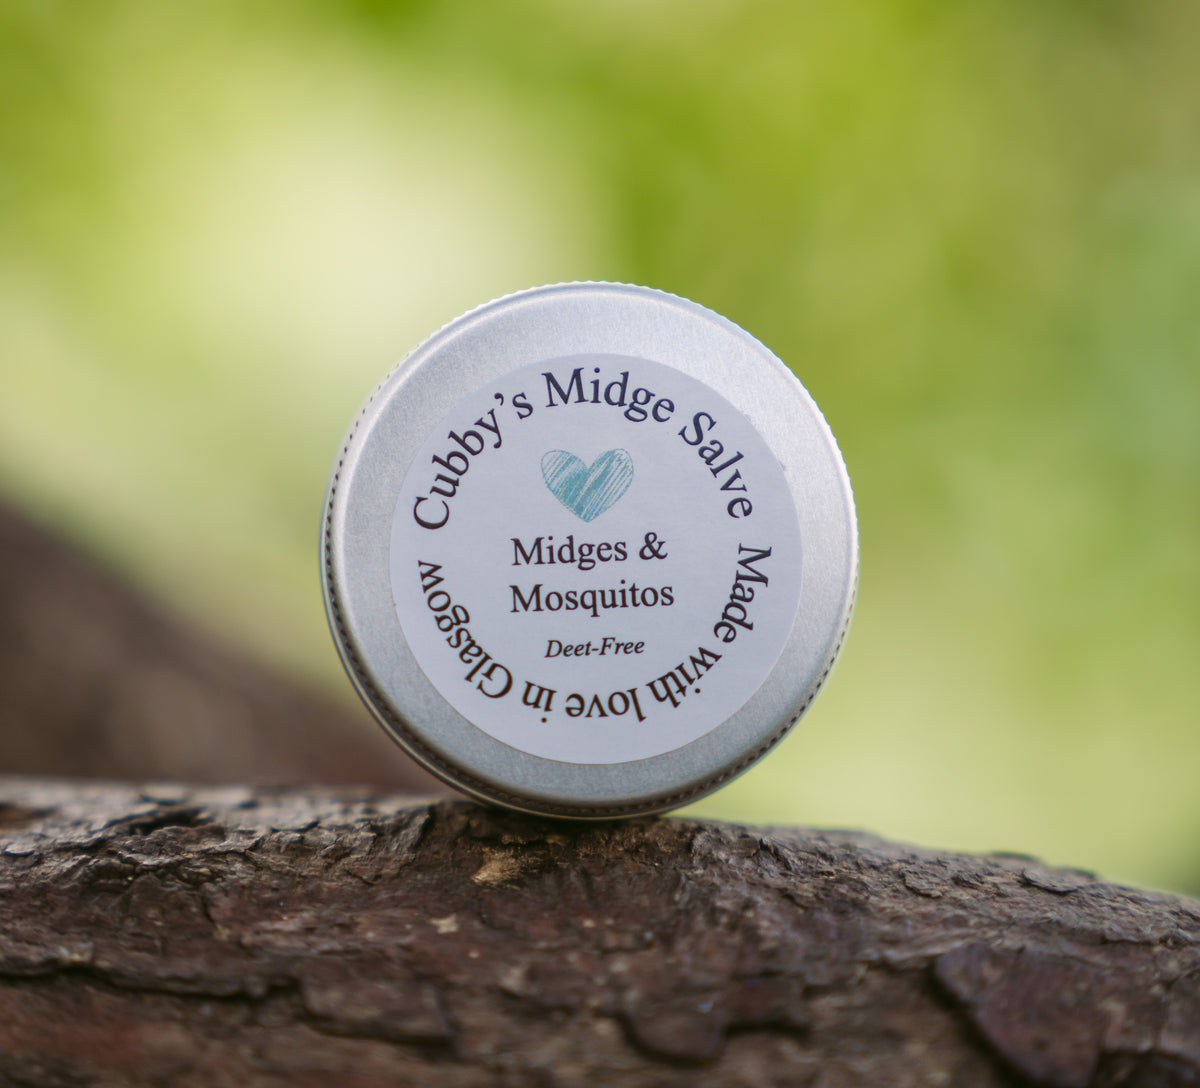 Cubby's Midge Salve
Midges &
Mosquitos
Deet-Free
Made with love in Glasgow